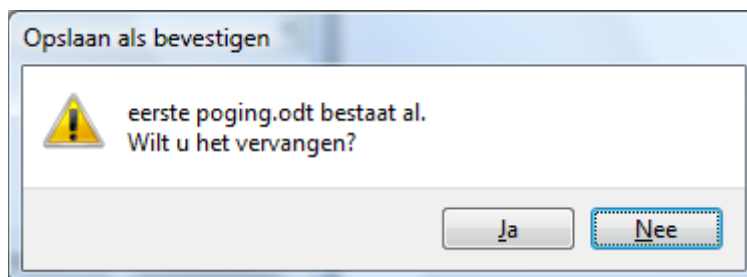 Opslaan als bevestigen
eerste poging.odt bestaat al.
Wilt u het vervangen?
Ja
Nee